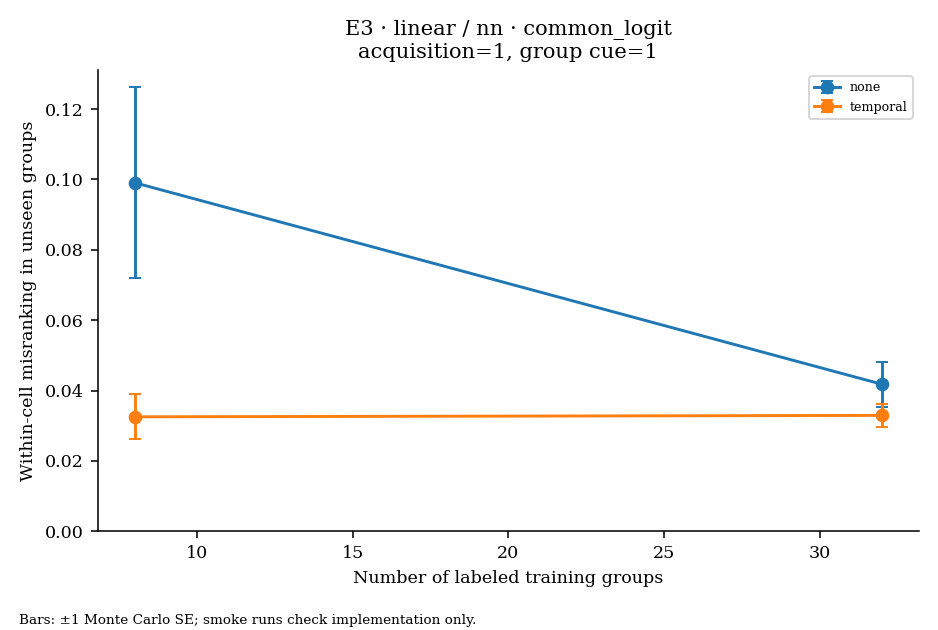 E3 · linear / nn · common_logit
acquisition=1, group cue=1
none
temporal
Within-cell misranking in unseen groups
0.12
0.10
0.08
0.06
0.04
0.02
0.00
10
15
20
25
30
Number of labeled training groups
Bars: ±1 Monte Carlo SE; smoke runs check implementation only.